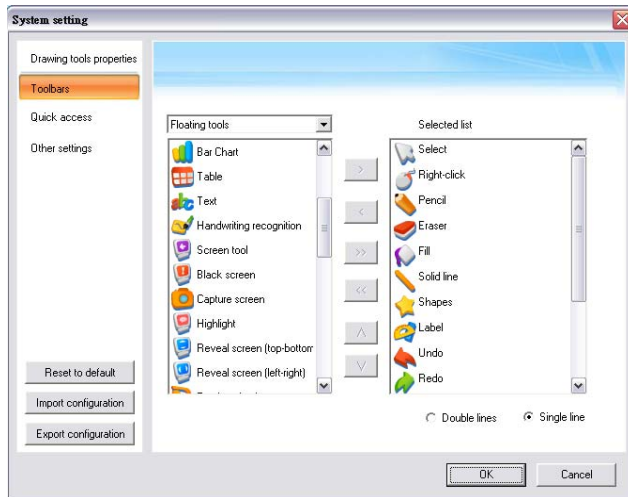 System setting
Drawing tools properties
Toolbars
Quick access
Other settings
Reset to default
Import configuration
Export configuration
Floating tools
Bar Chart
Table
Text
Handwriting recognition
Screen tool
Black screen
Capture screen
Highlight
Reveal screen (top-bottom
Reveal screen (left-right)
>
<
>>
<<
Selected list
Select
Right-click
Pencil
Eraser
Fill
Solid line
Shapes
Label
Undo
Redo
Double lines
Single line
OK
Cancel